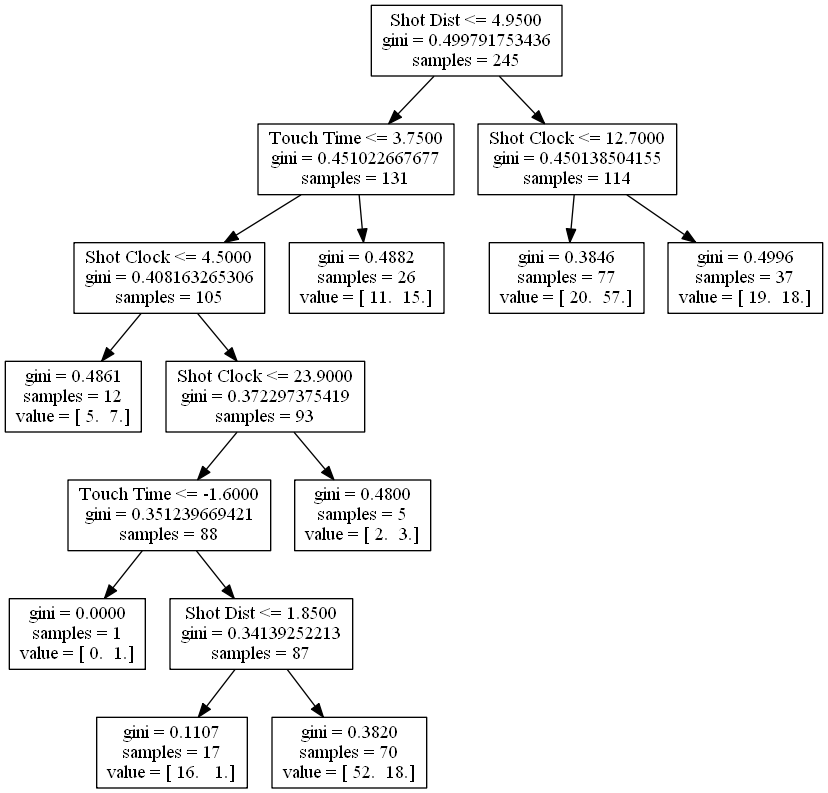 Shot Dist <= 4.9500
gini = 0.499791753436
samples = 245
Touch Time <= 3.7500
gini = 0.451022667677
samples = 131
Shot Clock <= 12.7000
gini = 0.450138504155
samples = 114
Shot Clock <= 4.5000
gini = 0.408163265306
samples = 105
gini = 0.4882
samples = 26
value = [ 11. 15.]
gini = 0.3846
samples = 77
value = [ 20. 57.]
gini = 0.4996
samples = 37
value = [ 19. 18.]
gini = 0.4861
samples = 12
value = [ 5. 7.]
Shot Clock <= 23.9000
gini = 0.372297375419
samples = 93
Touch Time <= -1.6000
gini = 0.351239669421
samples = 88
gini = 0.4800
samples = 5
value = [ 2. 3.]
gini = 0.0000
samples = 1
value = [ 0. 1.]
Shot Dist <= 1.8500
gini = 0.34139252213
samples = 87
gini = 0.1107
samples = 17
value = [ 16. 1.]
gini = 0.3820
samples = 70
value = [ 52. 18.]